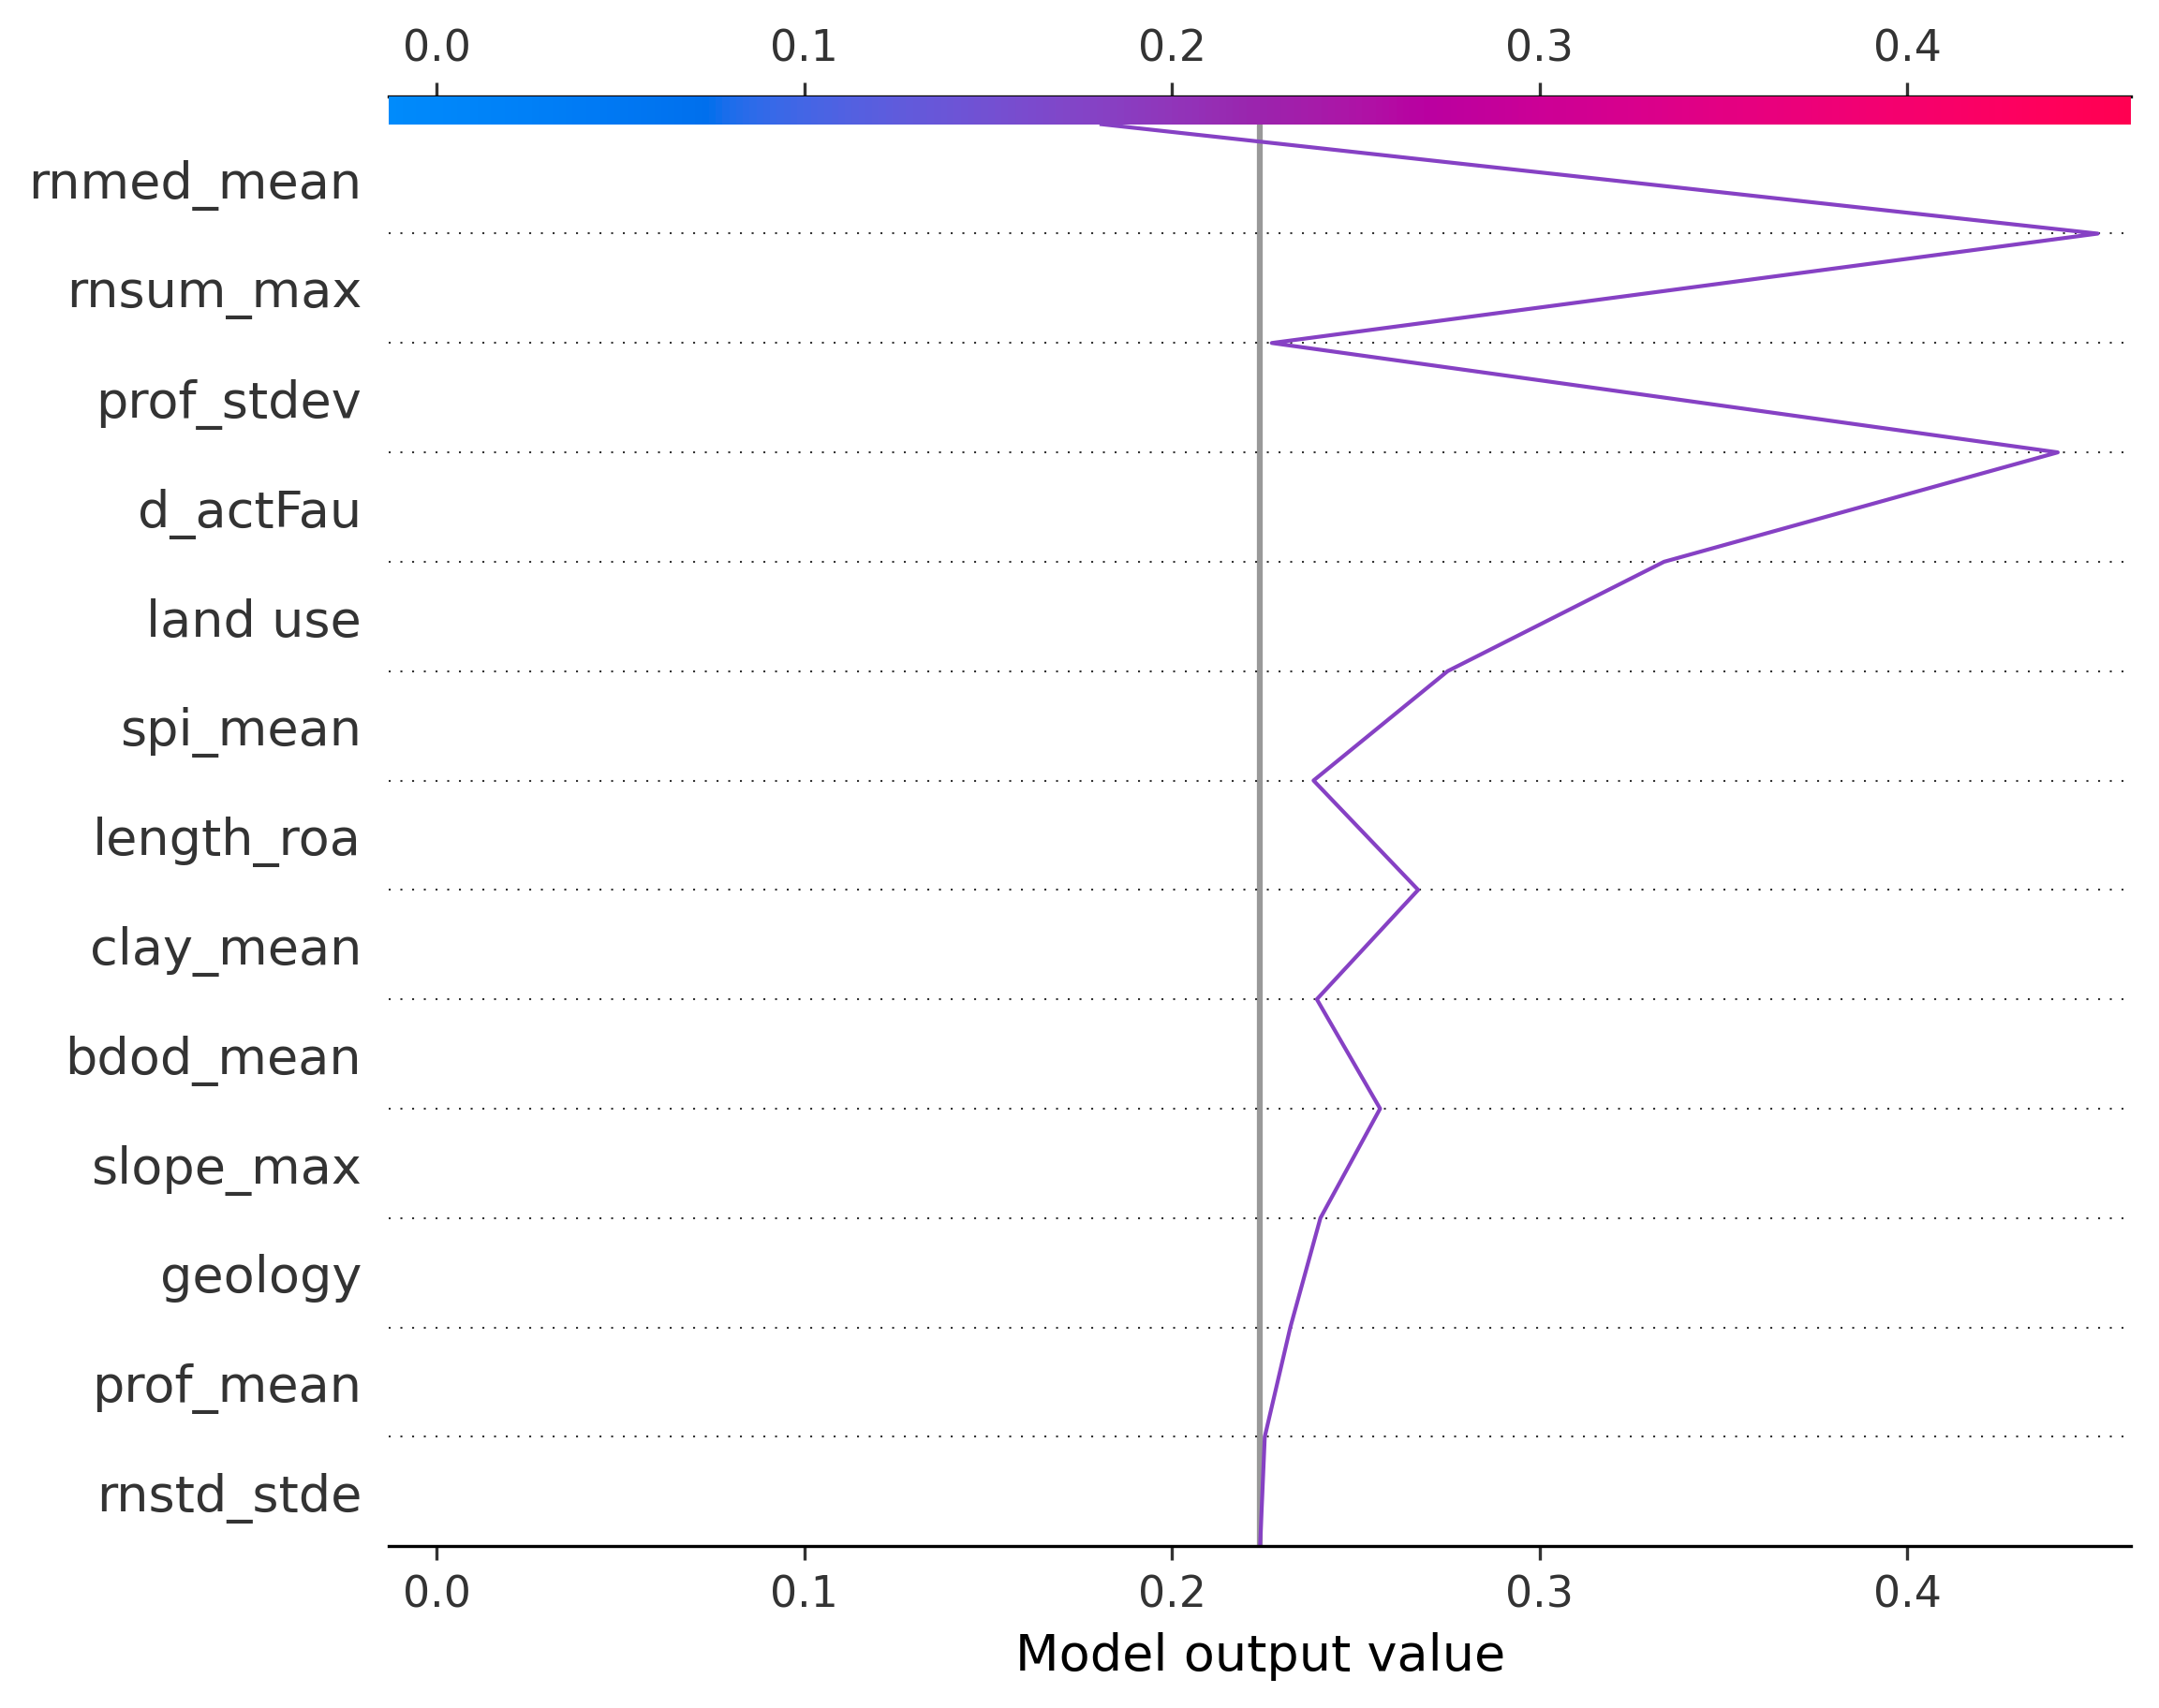 0.0 0.1 0.2 0.3 0.4
rnmed_mean
rnsum_max
prof_stdev
d_actFau
land use
spi_mean
length_roa
clay_mean
bdod_mean
slope_max
geology
prof_mean
rnstd_stde
0.0 0.1 0.2 0.3 0.4
Model output value